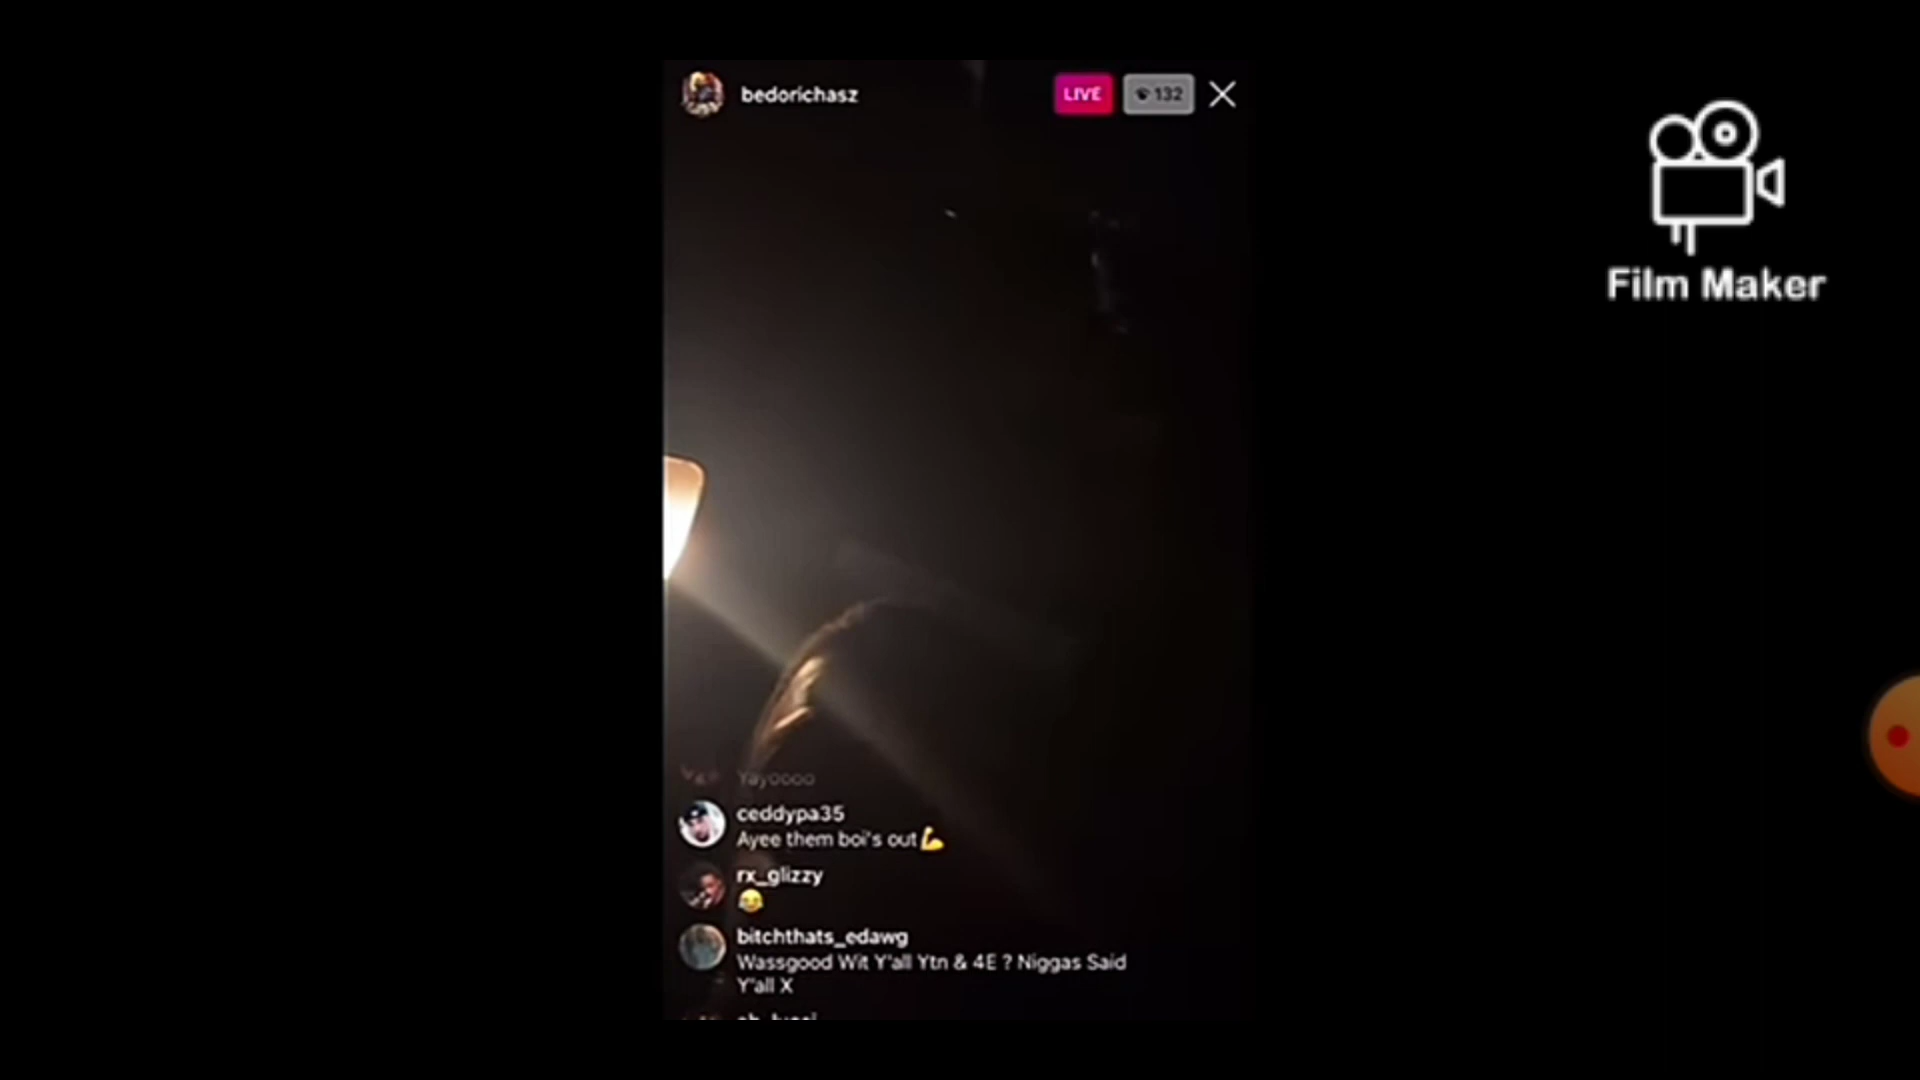 bedorichasz
LIVE
132
Film Maker
Yayoooo
ceddypa35
Ayee them boi's out💪
rx_glizzy
😂
bitchthats_edawg
Wassgood Wit Y'all Ytn & 4E ? Niggas Said
Y'all X